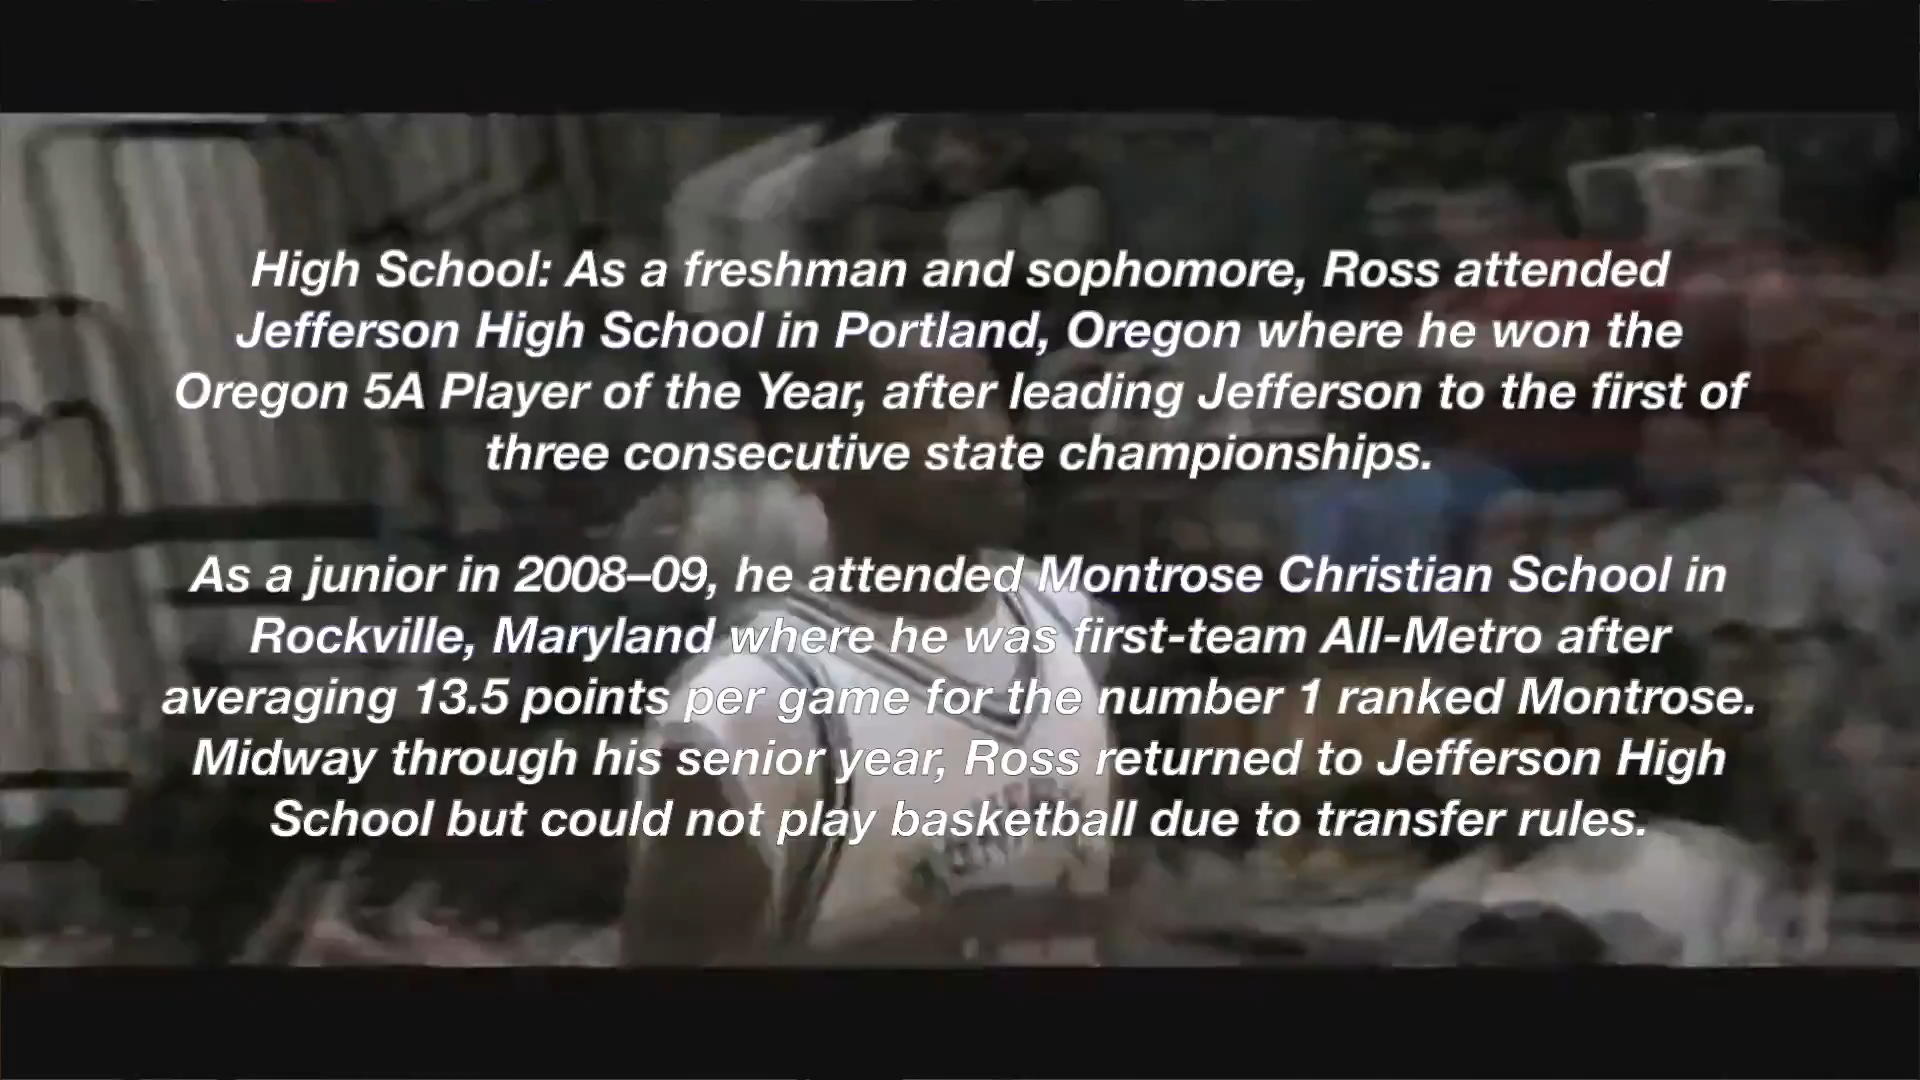 High School: As a freshman and sophomore, Ross attended
Jefferson High School in Portland, Oregon where he won the
Oregon 5A Player of the Year, after leading Jefferson to the first of
three consecutive state championships.
As a junior in 2008–09, he attended Montrose Christian School in
Rockville, Maryland where he was first-team All-Metro after
averaging 13.5 points per game for the number 1 ranked Montrose.
Midway through his senior year, Ross returned to Jefferson High
School but could not play basketball due to transfer rules.